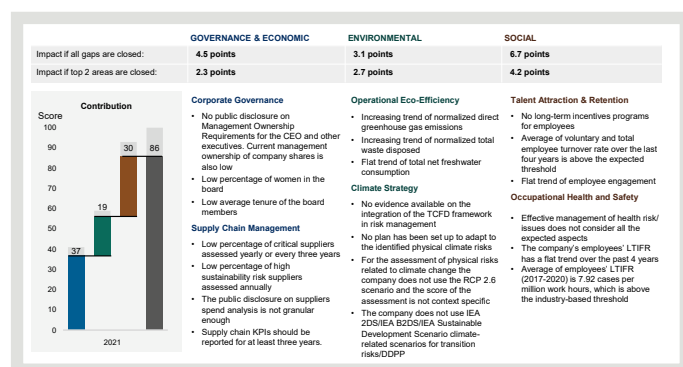 GOVERNANCE & ECONOMIC
ENVIRONMENTAL
SOCIAL
Impact if all gaps are closed:
4.5 points
3.1 points
6.7 points
Impact if top 2 areas are closed:
2.3 points
2.7 points
4.2 points
Contribution
Score
100
90
80
70
60
50
40
30
20
10
0
37
19
30
86
2021
Corporate Governance
• No public disclosure on
Management Ownership
Requirements for the CEO and other
executives. Current management
ownership of company shares is
also low
• Low percentage of women in the
board
• Low average tenure of the board
members
Supply Chain Management
• Low percentage of critical suppliers
assessed yearly or every three years
• Low percentage of high
sustainability risk suppliers
assessed annually
• The public disclosure on suppliers
spend analysis is not granular
enough
• Supply chain KPIs should be
reported for at least three years.
Operational Eco-Efficiency
• Increasing trend of normalized direct
greenhouse gas emissions
• Increasing trend of normalized total
waste disposed
• Flat trend of total net freshwater
consumption
Climate Strategy
• No evidence available on the
integration of the TCFD framework
in risk management
• No plan has been set up to adapt to
the identified physical climate risks
• For the assessment of physical risks
related to climate change the
company does not use the RCP 2.6
scenario and the score of the
assessment is not context specific
• The company does not use IEA
2DS/IEA B2DS/IEA Sustainable
Development Scenario climate-
related scenarios for transition
risks/DDPP
Talent Attraction & Retention
• No long-term incentives programs
for employees
• Average of voluntary and total
employee turnover rate over the last
four years is above the expected
threshold
• Flat trend of employee engagement
Occupational Health and Safety
• Effective management of health risk/
issues does not consider all the
expected aspects
• The company's employees' LTIFR
has a flat trend over the past 4 years
• Average of employees' LTIFR
(2017-2020) is 7.92 cases per
million work hours, which is above
the industry-based threshold